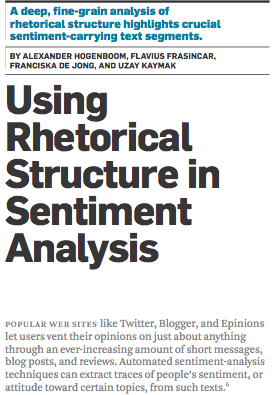 A deep, fine-grain analysis of
rhetorical structure highlights crucial
sentiment-carrying text segments.
BY ALEXANDER HOGENBOOM, FLAVIUS FRASINCAR,
FRANCISKA DE JONG, AND UZAY KAYMAK
Using
Rhetorical
Structure in
Sentiment
Analysis
POPULAR WEB SITES like Twitter, Blogger, and Epinions
let users vent their opinions on just about anything
through an ever-increasing amount of short messages,
blog posts, and reviews. Automated sentiment-analysis
techniques can extract traces of people's sentiment, or
attitude toward certain topics, from such texts.⁶